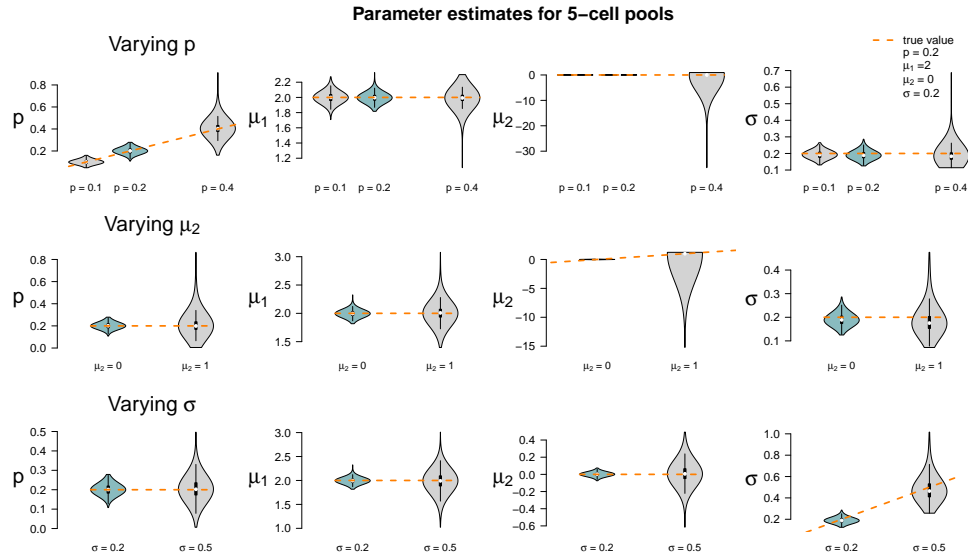 Parameter estimates for 5−cell pools
Varying p
true value
p = 0.2
μ1 =2
μ2 = 0
σ = 0.2
p
0.8
0.6
0.4
0.2
p = 0.1 p = 0.2 p = 0.4
μ1
2.2
2.0
1.8
1.6
1.4
1.2
p = 0.1 p = 0.2 p = 0.4
μ2
0
−10
−20
−30
p = 0.1 p = 0.2 p = 0.4
σ
0.7
0.6
0.5
0.4
0.3
0.2
0.1
p = 0.1 p = 0.2 p = 0.4
Varying μ2
p
0.8
0.6
0.4
0.2
0.0
μ2 = 0 μ2 = 1
μ1
3.0
2.5
2.0
1.5
μ2 = 0 μ2 = 1
μ2
0
−5
−10
−15
μ2 = 0 μ2 = 1
σ
0.4
0.3
0.2
0.1
μ2 = 0 μ2 = 1
Varying σ
p
0.5
0.4
0.3
0.2
0.1
0.0
σ = 0.2 σ = 0.5
μ1
3.0
2.5
2.0
1.5
1.0
σ = 0.2 σ = 0.5
μ2
0.4
0.2
0.0
−0.2
−0.4
−0.6
σ = 0.2 σ = 0.5
σ
1.0
0.8
0.6
0.4
0.2
σ = 0.2 σ = 0.5